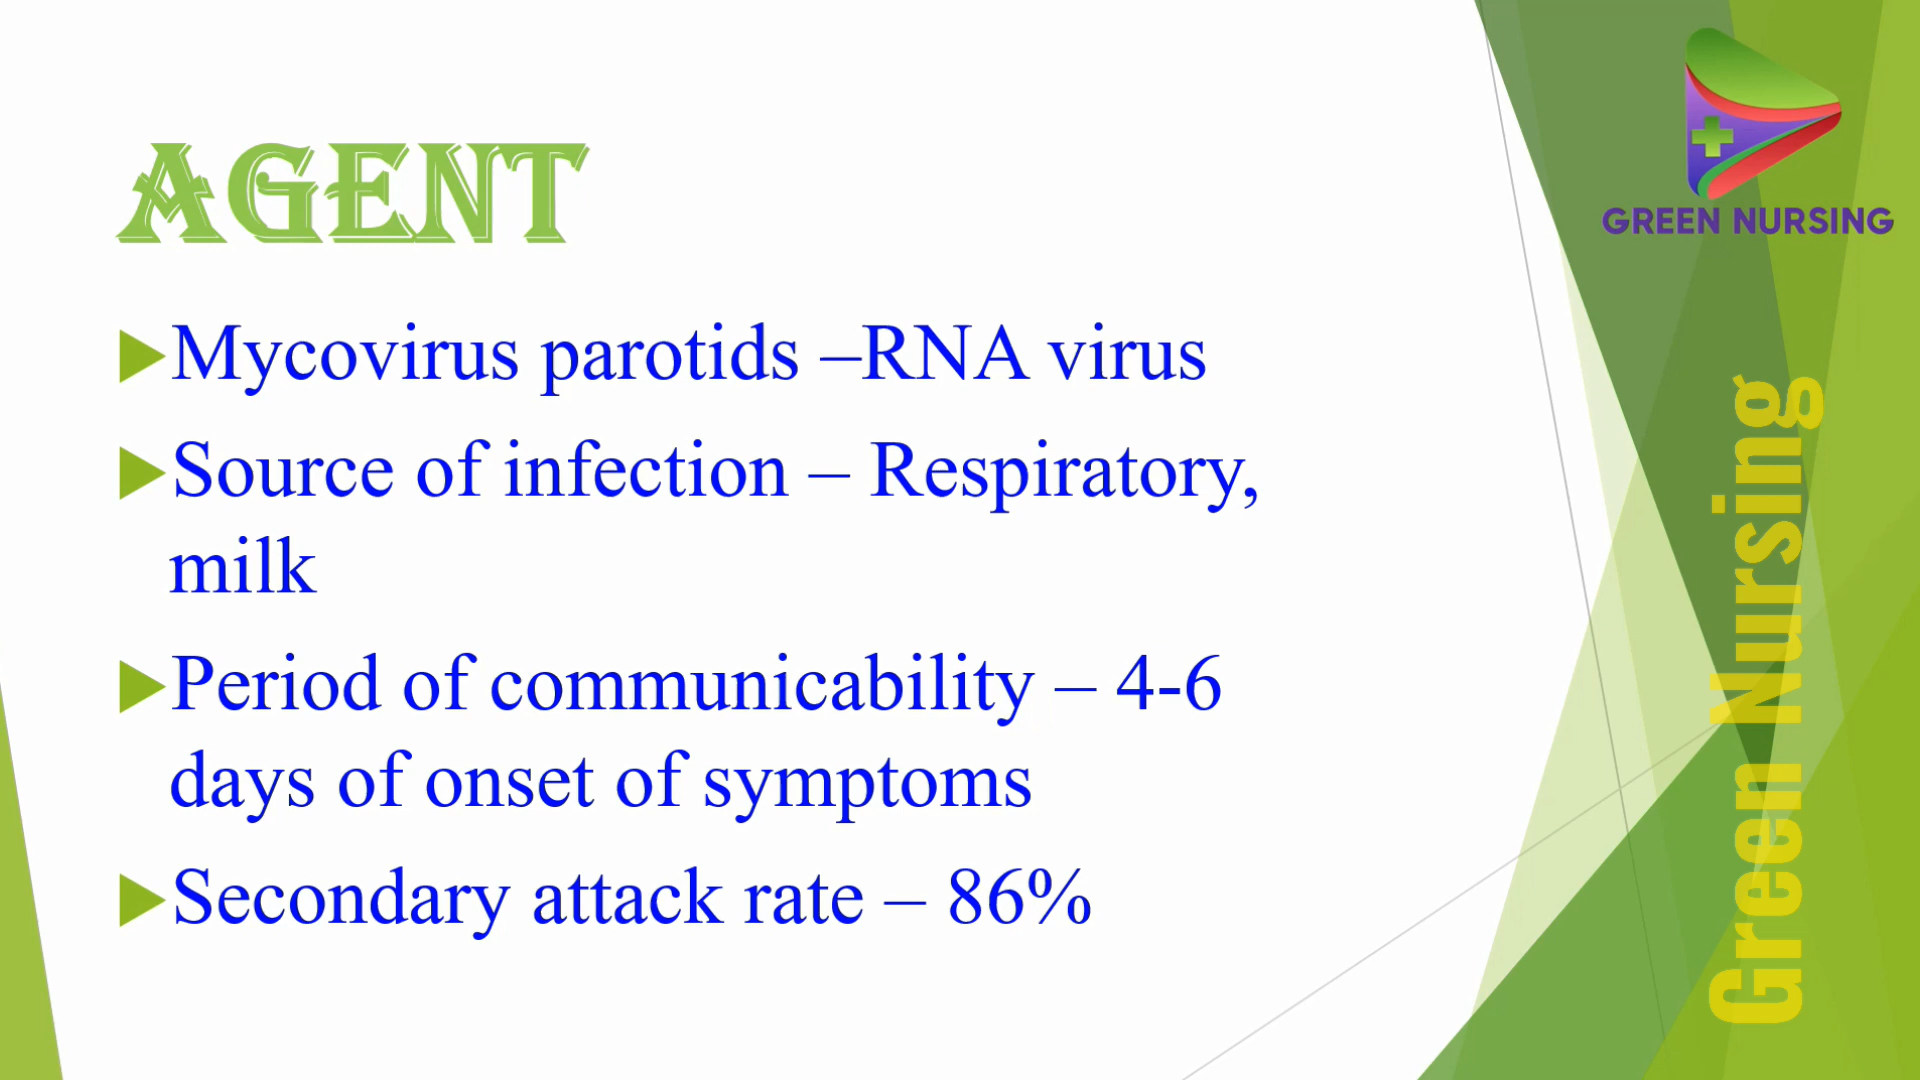 AGENT
Mycovirus parotids –RNA virus
Source of infection – Respiratory,
milk
Period of communicability – 4-6
days of onset of symptoms
Secondary attack rate – 86%
GREEN NURSING
Green Nursing